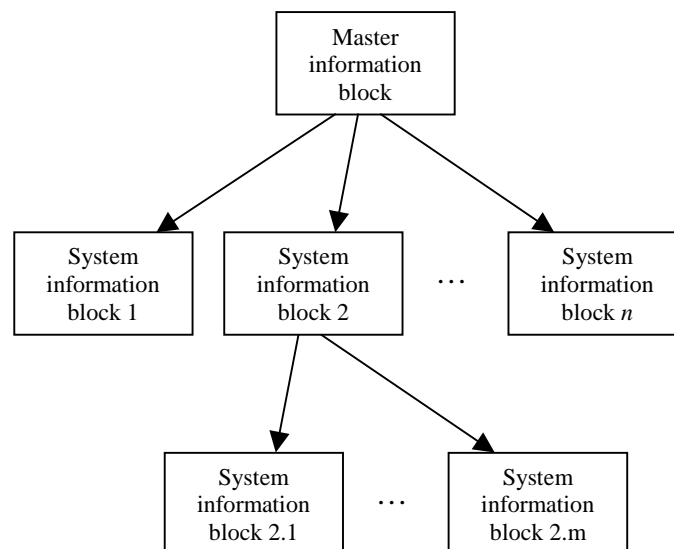 Master
information
block
System
information
block 1
System
information
block 2
…
System
information
block n
System
information
block 2.1
…
System
information
block 2.m